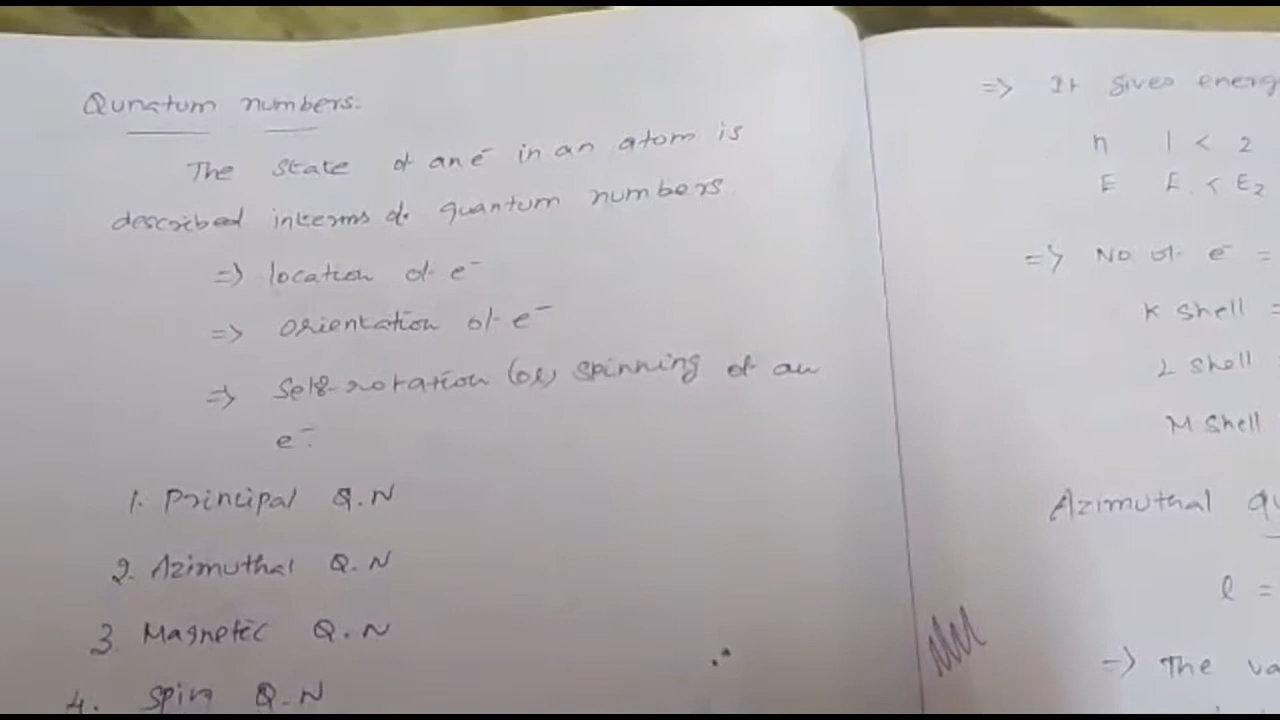 Qunatum numbers:
The state of an e⁻ in an atom is
described interms of quantum numbers.
=> location of e⁻
=> orientation of e⁻
=> Self-rotation (or) spinning of an
e⁻.
1. Principal Q.N
2. Azimuthal Q.N
3. Magnetic Q.N
4. Spin Q.N
=> It gives energ
n 1 < 2
E E1 < E2
=> No of e⁻ =
K shell =
L shell
M shell
Azimuthal qu
l =
=> The va